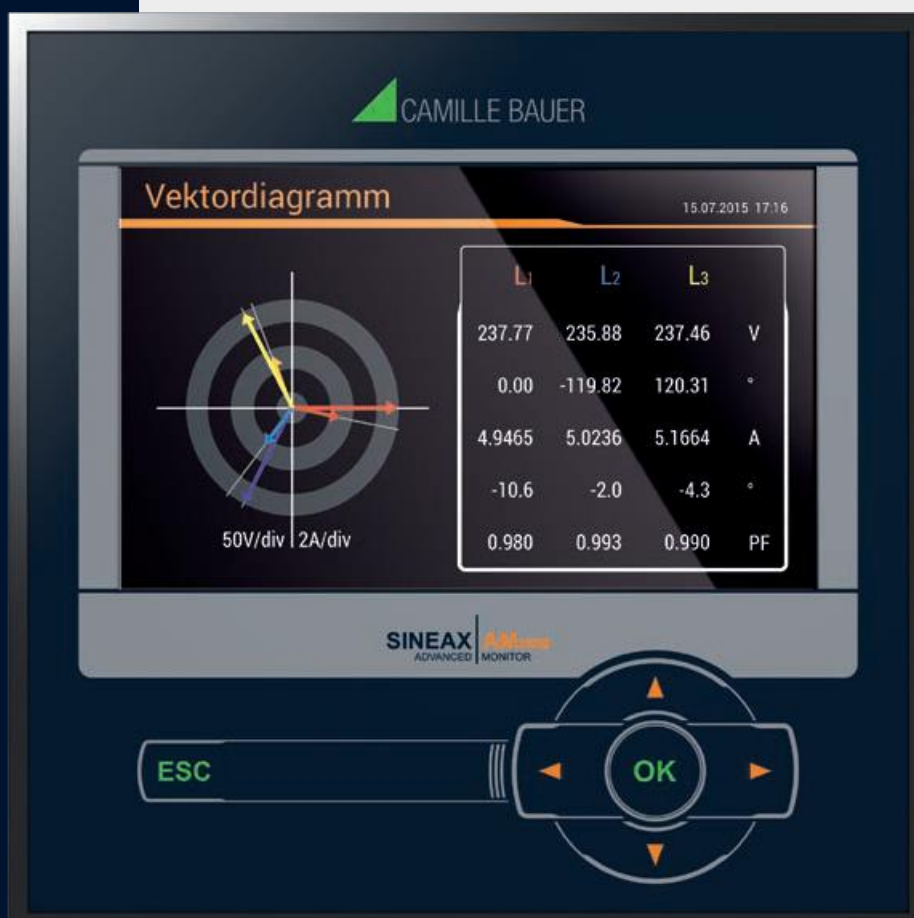 CAMILLE BAUER
Vektordiagramm
15.07.2015 17:16
L1 L2 L3
237.77 235.88 237.46 V
0.00 -119.82 120.31 °
4.9465 5.0236 5.1664 A
-10.6 -2.0 -4.3 °
0.980 0.993 0.990 PF
50V/div 2A/div
SINEAX
ADVANCED MONITOR
ESC
OK